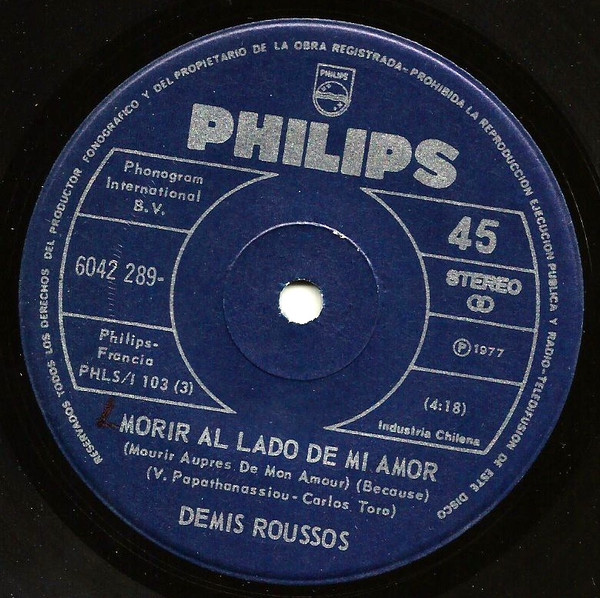 RESERVADOS TODOS LOS DERECHOS DEL PRODUCTOR FONOGRAFICO Y DEL PROPIETARIO DE LA OBRA REGISTRADA-PROHIBIDA LA REPRODUCCION EJECUCION PUBLICA Y RADIO-TELEDIFUSION DE ESTE DISCO
PHILIPS
PHILIPS
Phonogram
International
B.V.
6042 289-
Philips-
Francia
PHLS/I 103 (3)
45
STEREO
℗ 1977
(4:18)
Industria Chilena
MORIR AL LADO DE MI AMOR
(Mourir Aupres De Mon Amour) (Because)
(V. Papathanassiou-Carlos Toro)
DEMIS ROUSSOS